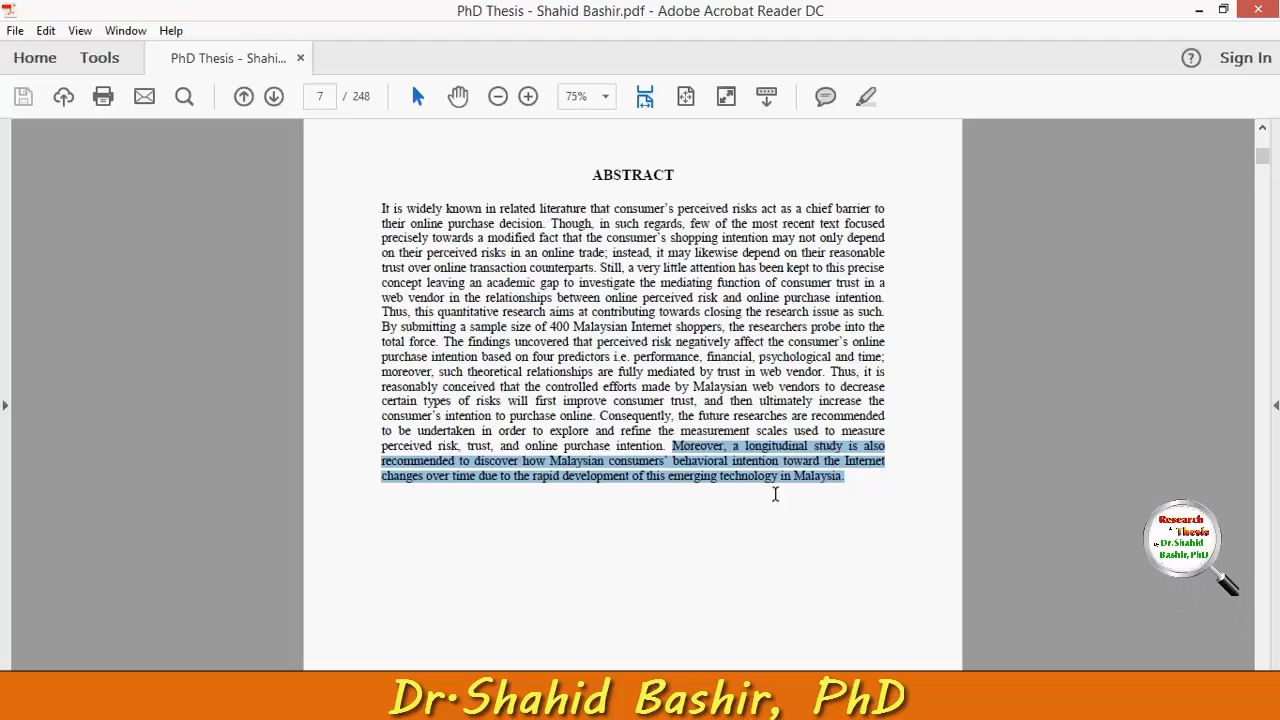 PhD Thesis - Shahid Bashir.pdf - Adobe Acrobat Reader DC
File Edit View Window Help
Home Tools PhD Thesis - Shahi... × Sign In
7 / 248 75%
ABSTRACT
It is widely known in related literature that consumer's perceived risks act as a chief barrier to
their online purchase decision. Though, in such regards, few of the most recent text focused
precisely towards a modified fact that the consumer's shopping intention may not only depend
on their perceived risks in an online trade; instead, it may likewise depend on their reasonable
trust over online transaction counterparts. Still, a very little attention has been kept to this precise
concept leaving an academic gap to investigate the mediating function of consumer trust in a
web vendor in the relationships between online perceived risk and online purchase intention.
Thus, this quantitative research aims at contributing towards closing the research issue as such.
By submitting a sample size of 400 Malaysian Internet shoppers, the researchers probe into the
total force. The findings uncovered that perceived risk negatively affect the consumer's online
purchase intention based on four predictors i.e. performance, financial, psychological and time;
moreover, such theoretical relationships are fully mediated by trust in web vendor. Thus, it is
reasonably conceived that the controlled efforts made by Malaysian web vendors to decrease
certain types of risks will first improve consumer trust, and then ultimately increase the
consumer's intention to purchase online. Consequently, the future researches are recommended
to be undertaken in order to explore and refine the measurement scales used to measure
perceived risk, trust, and online purchase intention. Moreover, a longitudinal study is also
recommended to discover how Malaysian consumers' behavioral intention toward the Internet
changes over time due to the rapid development of this emerging technology in Malaysia.
Research
Thesis
By Dr.Shahid
Bashir, PhD
Dr.Shahid Bashir, PhD